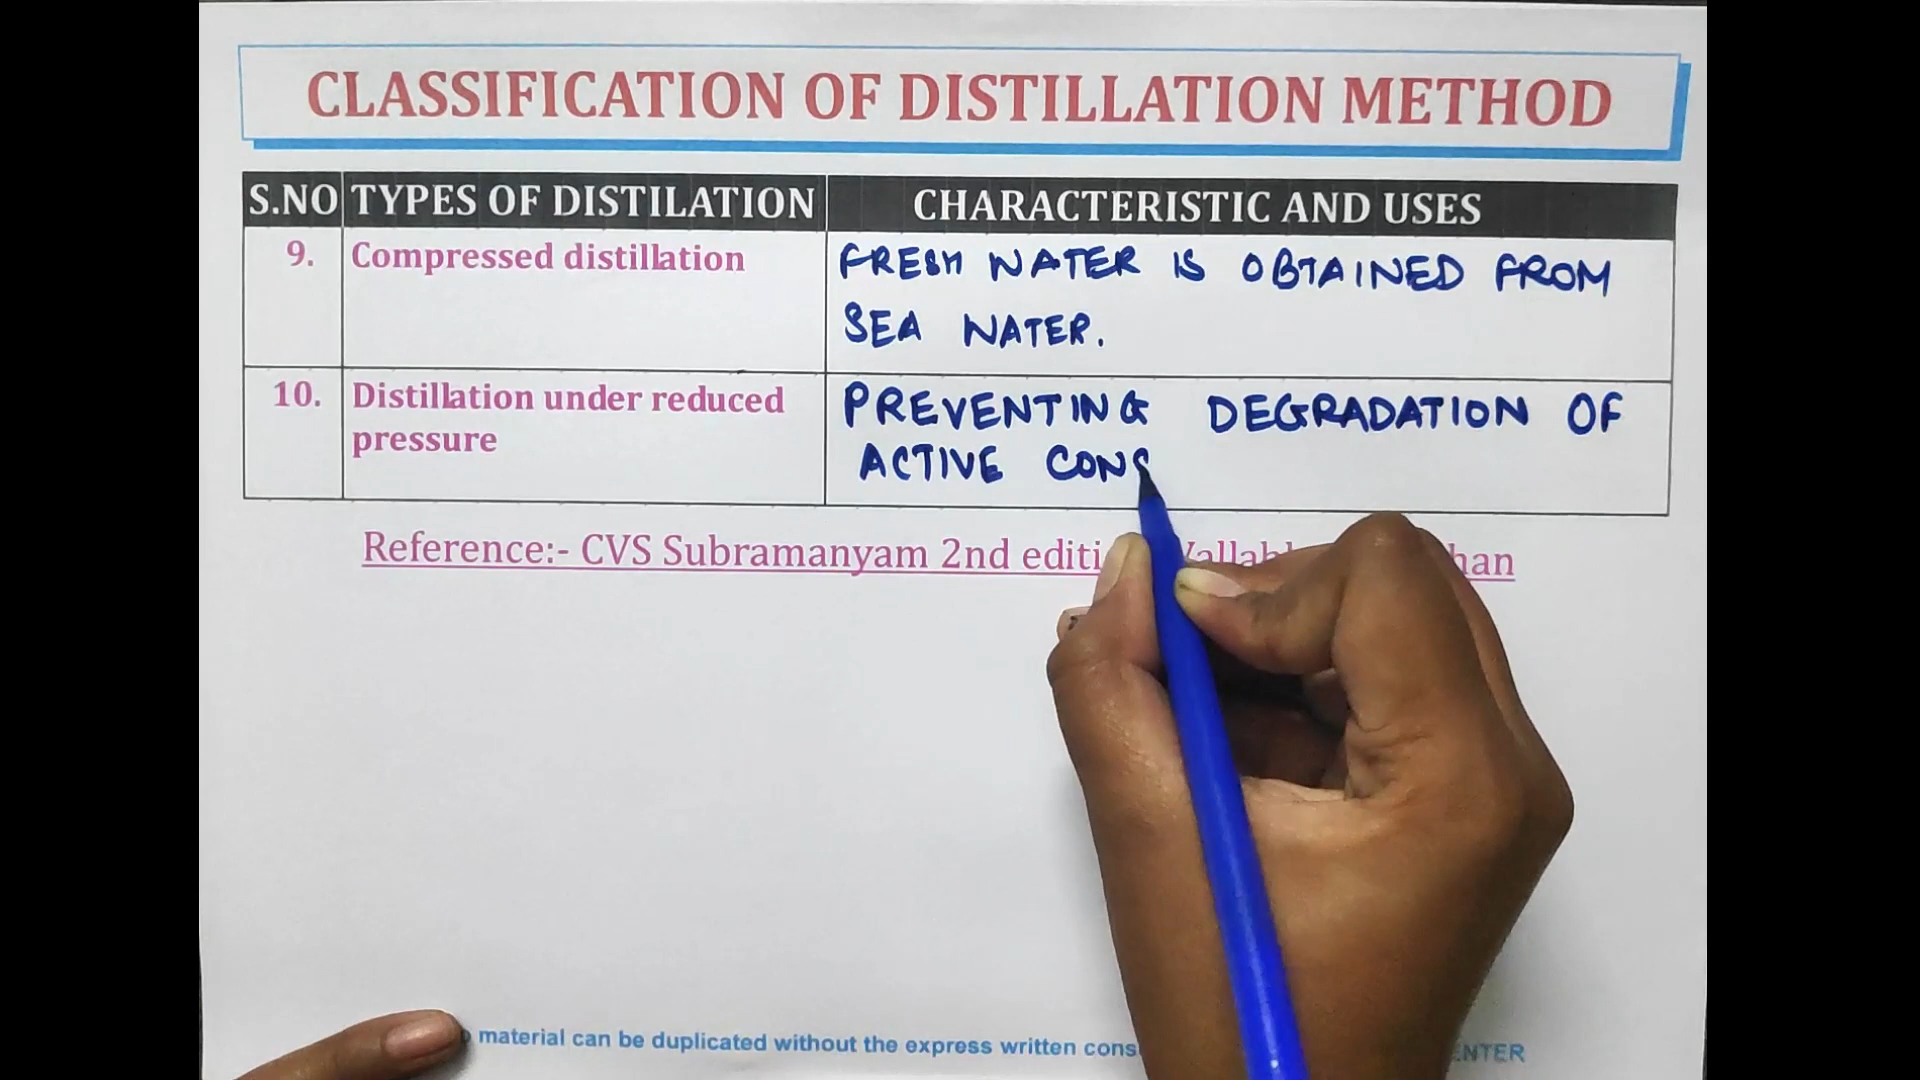 CLASSIFICATION OF DISTILLATION METHOD
S.NO TYPES OF DISTILATION CHARACTERISTIC AND USES
9. Compressed distillation FRESH WATER IS OBTAINED FROM
SEA WATER.
10. Distillation under reduced PREVENTING DEGRADATION OF
pressure ACTIVE CONS
Reference:- CVS Subramanyam 2nd
material can be duplicated without the express written